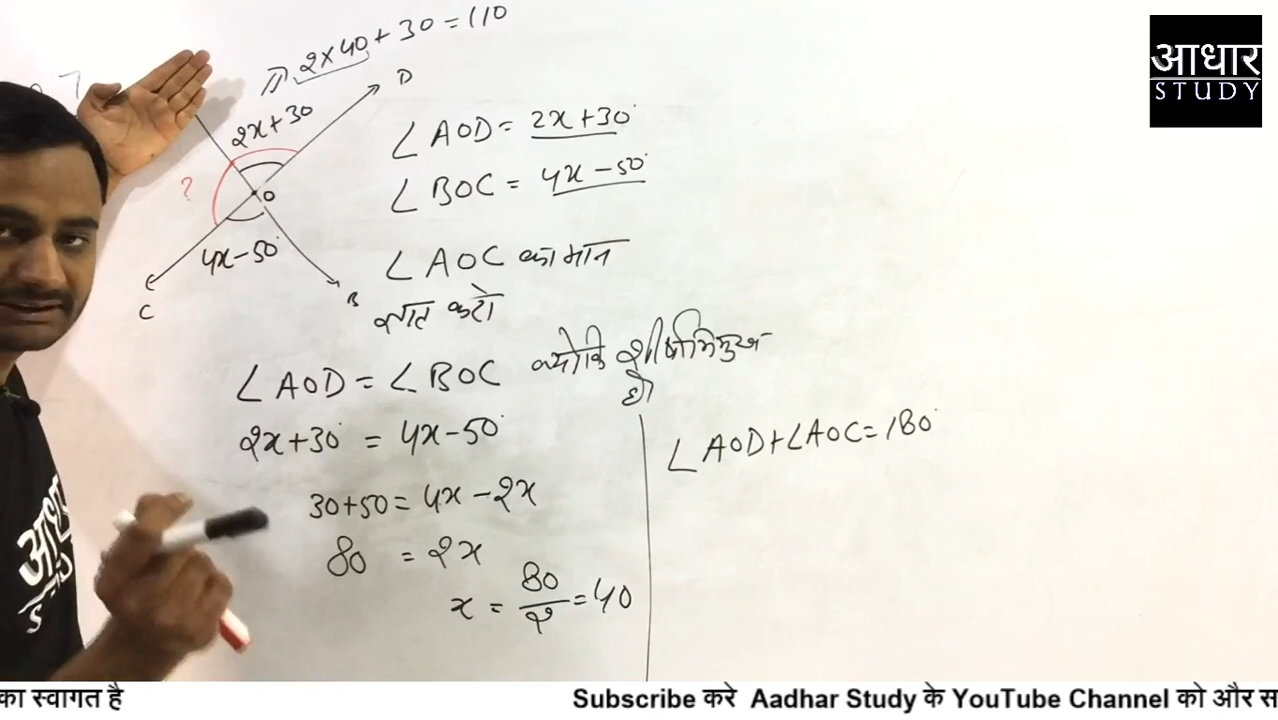 ⇒ 2×40+30=110
आधार
STUDY
D
2x+30
?
O
4x-50°
C
B
∠AOD = 2x+30°
∠BOC = 4x-50°
∠AOC का मान
ज्ञात करो
∠AOD = ∠BOC क्योकि शीर्षाभिमुख
है
2x+30° = 4x-50°
30+50 = 4x-2x
80 = 2x
x = 80/2 = 40
∠AOD+∠AOC=180°
का स्वागत है
Subscribe करे Aadhar Study के YouTube Channel को और स